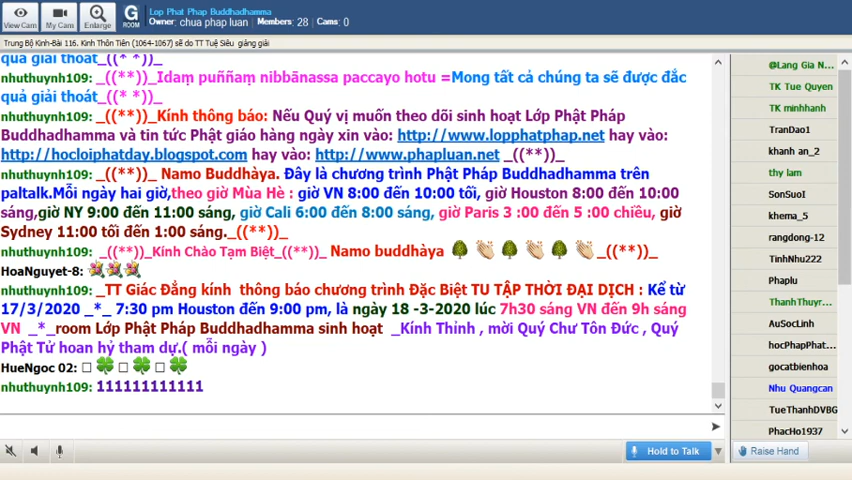 View Cam
My Cam
Enlarge
G
ROOM
Lop Phat Phap Buddhadhamma
Owner: chua phap luan   Members: 28   Cams: 0
Trung Bộ Kinh-Bài 116. Kinh Thôn Tiên (1064-1067) sẽ do TT Tuệ Siêu giảng giải
quả giải thoát_((* *)_
nhuthuynh109: _((**)_Idaṃ puññaṃ nibbānassa paccayo hotu =Mong tất cả chúng ta sẽ được đắc
quả giải thoát_((* *)_
nhuthuynh109: _((**)_Kính thông báo: Nếu Quý vị muốn theo dõi sinh hoạt Lớp Phật Pháp
Buddhadhamma và tin tức Phật giáo hàng ngày xin vào: http://www.lopphatphap.net hay vào:
http://hocloiphatday.blogspot.com hay vào: http://www.phapluan.net _((**)_
nhuthuynh109: _((**)_ Namo Buddhàya. Đây là chương trình Phật Pháp Buddhadhamma trên
paltalk.Mỗi ngày hai giờ,theo giờ Mùa Hè : giờ VN 8:00 đến 10:00 tối, giờ Houston 8:00 đến 10:00
sáng,giờ NY 9:00 đến 11:00 sáng, giờ Cali 6:00 đến 8:00 sáng, giờ Paris 3 :00 đến 5 :00 chiều, giờ
Sydney 11:00 tối đến 1:00 sáng._((**)_
nhuthuynh109: _((**)_Kính Chào Tạm Biệt_((**)_ Namo buddhàya 🌳 👏 🌳 👏 🌳 👏 _((**)_
HoaNguyet-8: 💐💐💐
nhuthuynh109: _TT Giác Đẳng kính thông báo chương trình Đặc Biệt TU TẬP THỜI ĐẠI DỊCH : Kể từ
17/3/2020 _*_ 7:30 pm Houston đến 9:00 pm, là ngày 18 -3-2020 lúc 7h30 sáng VN đến 9h sáng
VN _*_room Lớp Phật Pháp Buddhadhamma sinh hoạt _Kính Thỉnh , mời Quý Chư Tôn Đức , Quý
Phật Tử hoan hỷ tham dự.( mỗi ngày )
HueNgoc 02: □ 🍀 □ 🍀 □ 🍀
nhuthuynh109: 111111111111
Hold to Talk
@Lang Gia N...
TK Tue Quyen
TK minhhanh
TranDao1
khanh an_2
thy lam
SonSuoI
khema_5
rangdong-12
TinhNhu222
Phaplu
ThanhThuyr...
AuSocLinh
hocPhapPhat...
gocatbienhoa
Nhu Quangcan
TueThanhDVBG
PhacHo1937
Raise Hand